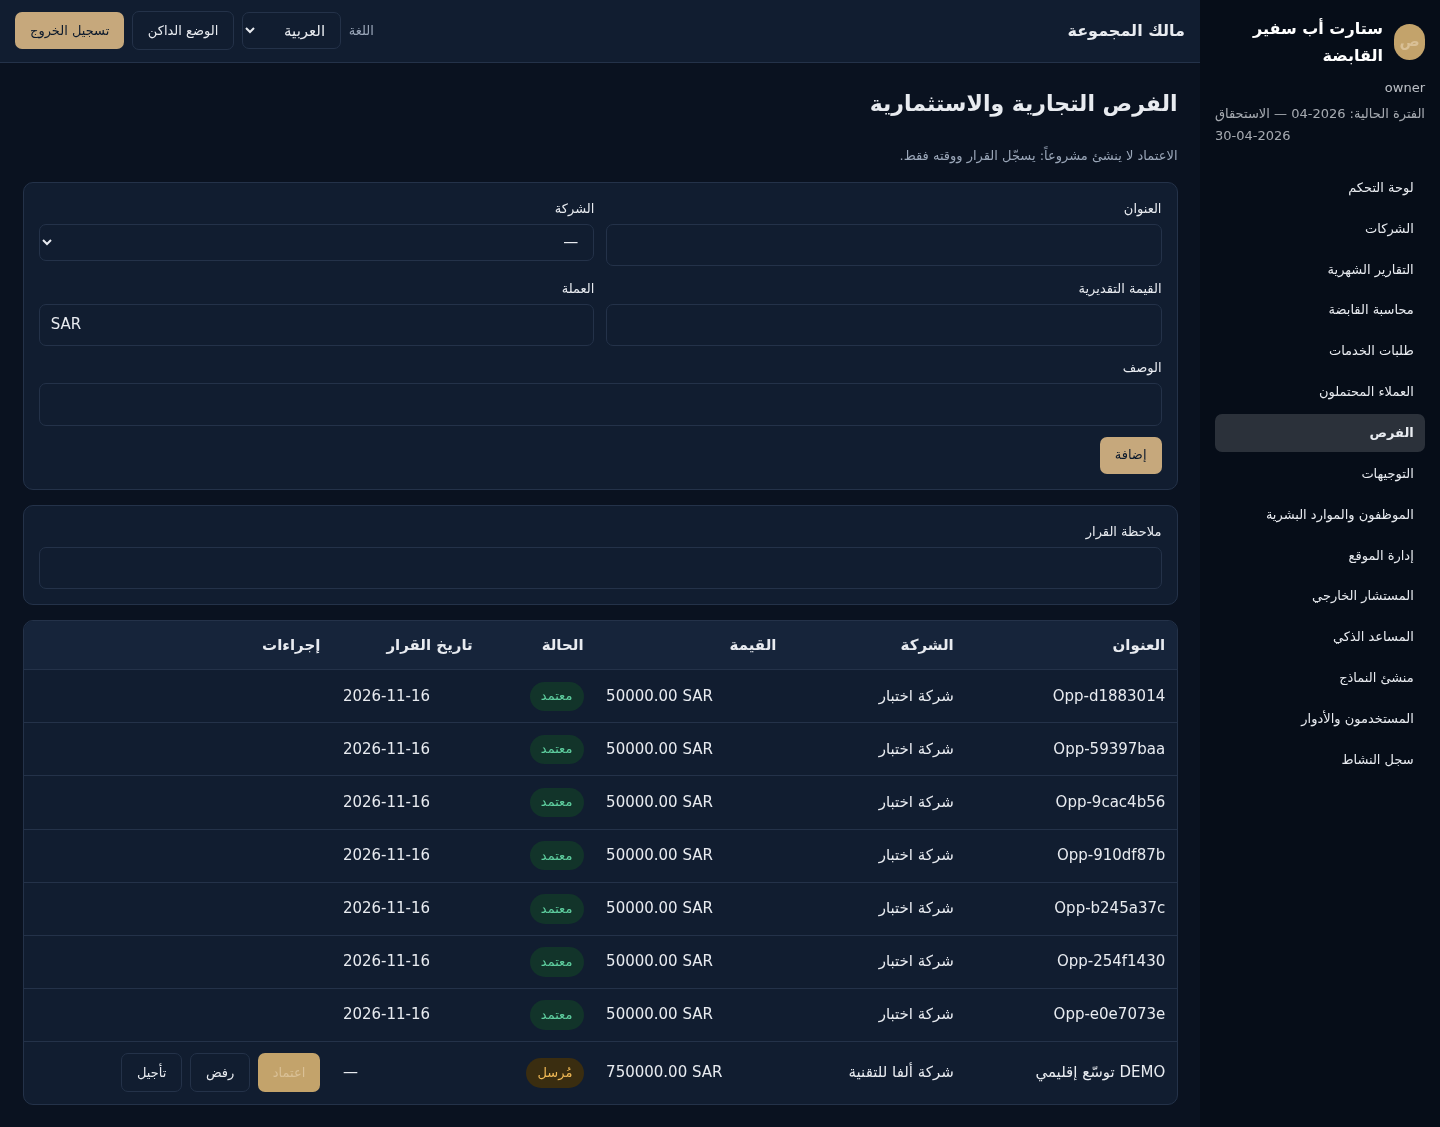 ص
ستارت أب سفير
القابضة
owner
الفترة الحالية: 2026-04 — الاستحقاق
2026-04-30
لوحة التحكم
الشركات
التقارير الشهرية
محاسبة القابضة
طلبات الخدمات
العملاء المحتملون
الفرص
التوجيهات
الموظفون والموارد البشرية
إدارة الموقع
المستشار الخارجي
المساعد الذكي
منشئ النماذج
المستخدمون والأدوار
سجل النشاط
مالك المجموعة
اللغة العربية الوضع الداكن تسجيل الخروج
الفرص التجارية والاستثمارية
الاعتماد لا ينشئ مشروعاً: يسجّل القرار ووقته فقط.
العنوان الشركة
—
القيمة التقديرية العملة
SAR
الوصف
إضافة
ملاحظة القرار
العنوان الشركة القيمة الحالة تاريخ القرار إجراءات
Opp-d1883014 شركة اختبار 50000.00 SAR معتمد 2026-11-16
Opp-59397baa شركة اختبار 50000.00 SAR معتمد 2026-11-16
Opp-9cac4b56 شركة اختبار 50000.00 SAR معتمد 2026-11-16
Opp-910df87b شركة اختبار 50000.00 SAR معتمد 2026-11-16
Opp-b245a37c شركة اختبار 50000.00 SAR معتمد 2026-11-16
Opp-254f1430 شركة اختبار 50000.00 SAR معتمد 2026-11-16
Opp-e0e7073e شركة اختبار 50000.00 SAR معتمد 2026-11-16
DEMO توسّع إقليمي شركة ألفا للتقنية 750000.00 SAR مُرسل — اعتماد رفض تأجيل